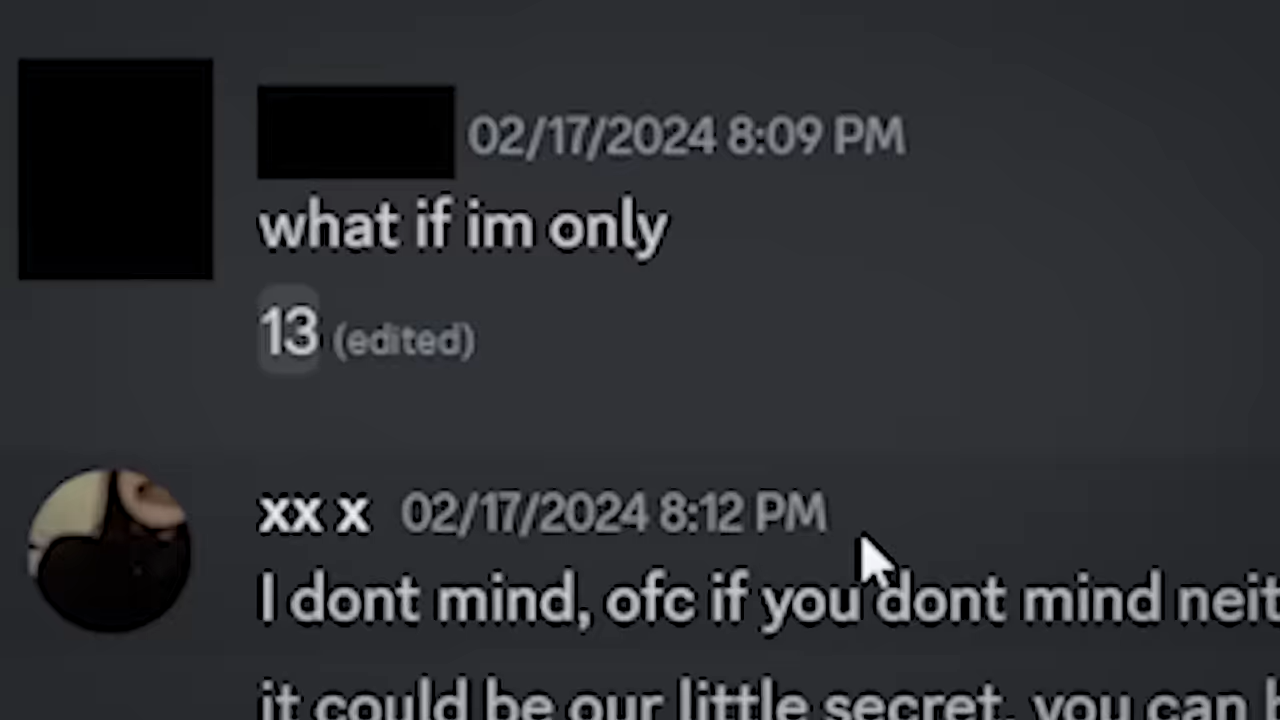 02/17/2024 8:09 PM
what if im only
13 (edited)
xx x 02/17/2024 8:12 PM
I dont mind, ofc if you dont mind
it could be our little secret, you can